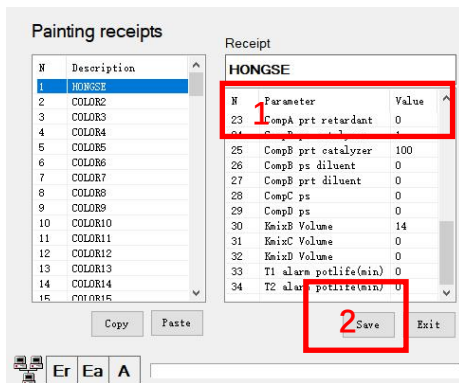 Painting receipts
N Description
1 HONGSE
2 COLOR2
3 COLOR3
4 COLOR4
5 COLOR5
6 COLOR6
7 COLOR7
8 COLOR8
9 COLOR9
10 COLOR10
11 COLOR11
12 COLOR12
13 COLOR13
14 COLOR14
15 COLOR15
Copy Paste
Receipt
HONGSE
N Parameter Value
1
23 CompA prt retardant 0
25 CompB prt catalyzer 100
26 CompB ps diluent 0
27 CompB prt diluent 0
28 CompC ps 0
29 CompD ps 0
30 KmixB Volume 14
31 KmixC Volume 0
32 KmixD Volume 0
33 T1 alarm potlife(min) 0
34 T2 alarm potlife(min) 0
2
Save Exit
Er Ea A